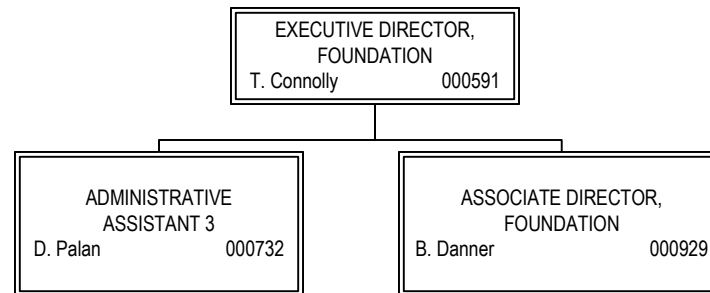 EXECUTIVE DIRECTOR,
FOUNDATION
T. Connolly 000591
ADMINISTRATIVE
ASSISTANT 3
D. Palan 000732
ASSOCIATE DIRECTOR,
FOUNDATION
B. Danner 000929